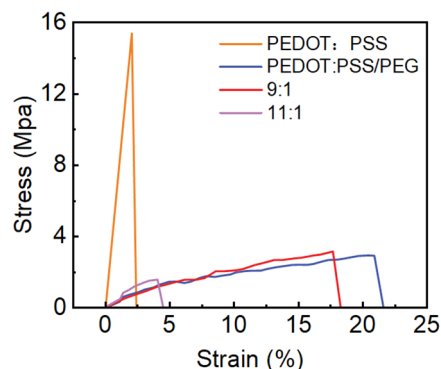 16
12
8
4
0
Stress (Mpa)
PEDOT：PSS
PEDOT:PSS/PEG
9:1
11:1
0 5 10 15 20 25
Strain (%)